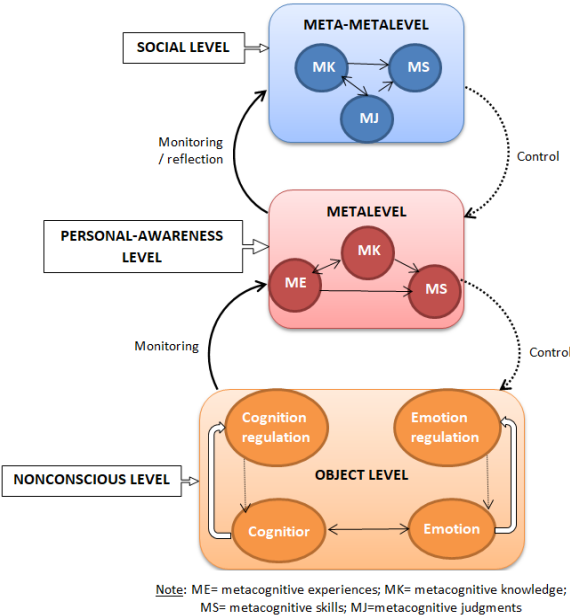 META-METALEVEL
SOCIAL LEVEL
MK
MS
MJ
Monitoring
/ reflection
Control
METALEVEL
PERSONAL-AWARENESS
LEVEL
MK
ME
MS
Monitoring
Control
Cognition
regulation
Emotion
regulation
NONCONSCIOUS LEVEL
OBJECT LEVEL
Cognitior
Emotion
Note: ME= metacognitive experiences; MK= metacognitive knowledge;
MS= metacognitive skills; MJ=metacognitive judgments